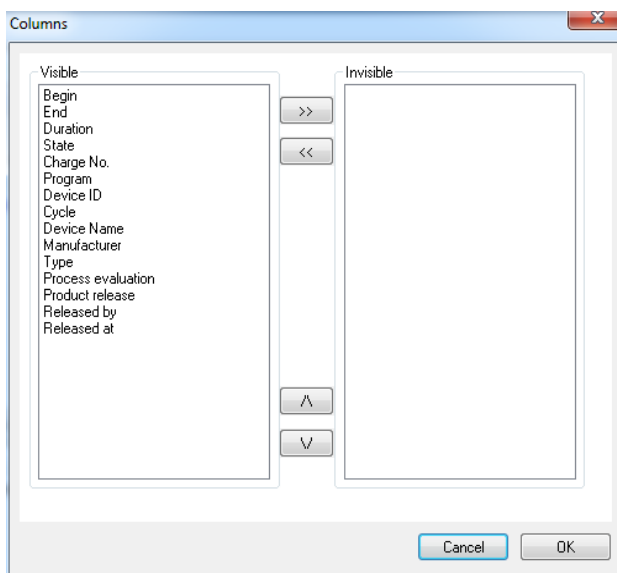 Columns
Visible
Begin
End
Duration
State
Charge No.
Program
Device ID
Cycle
Device Name
Manufacturer
Type
Process evaluation
Product release
Released by
Released at
>>
<<
/\
\/
Invisible
Cancel
OK